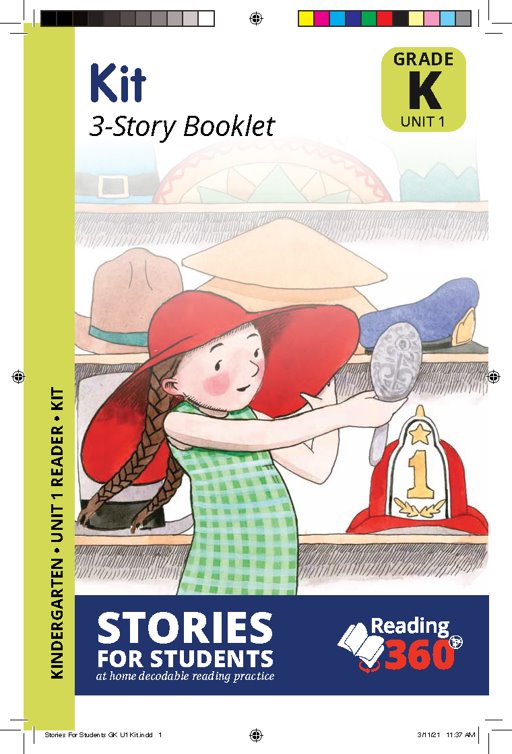 Kit
3-Story Booklet
GRADE
K
UNIT 1
KINDERGARTEN • UNIT 1 READER • KIT
1
STORIES
FOR STUDENTS
at home decodable reading practice
Reading
360
Stories For Students GK U1 Kit.indd 1
3/11/21 11:37 AM